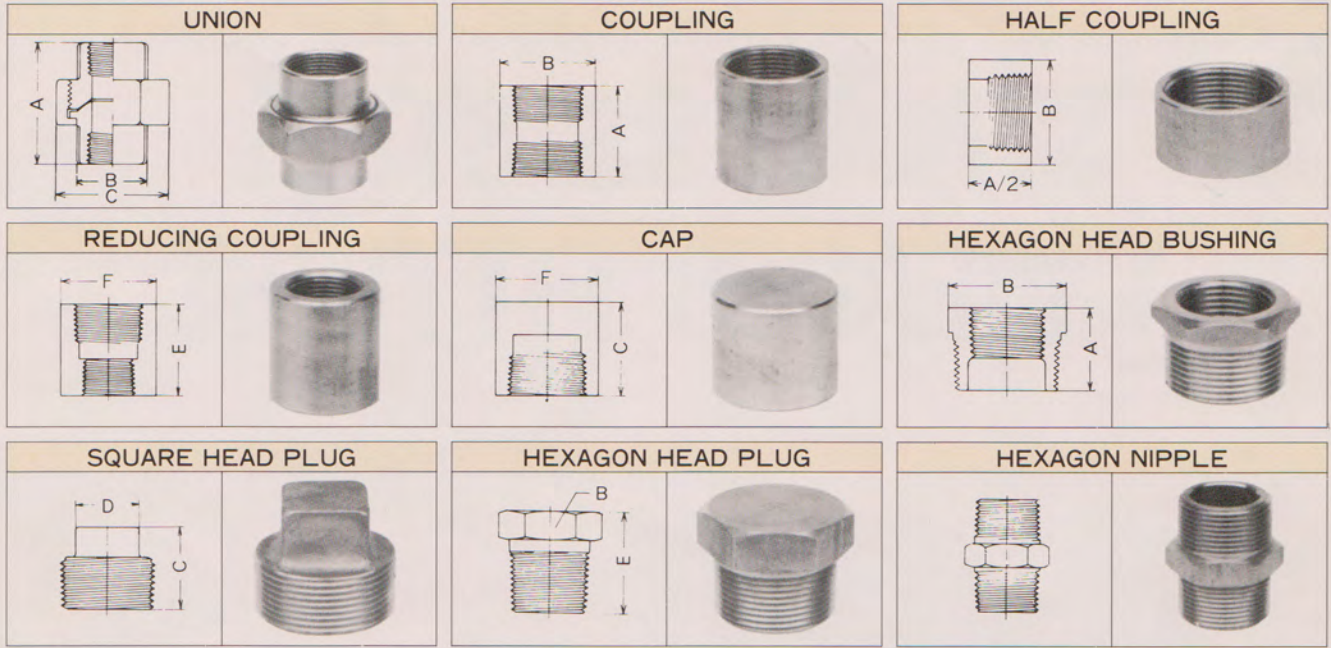 UNION
A
B
C
COUPLING
B
A
HALF COUPLING
B
A/2
REDUCING COUPLING
F
E
CAP
F
C
HEXAGON HEAD BUSHING
B
A
SQUARE HEAD PLUG
D
C
HEXAGON HEAD PLUG
B
E
HEXAGON NIPPLE